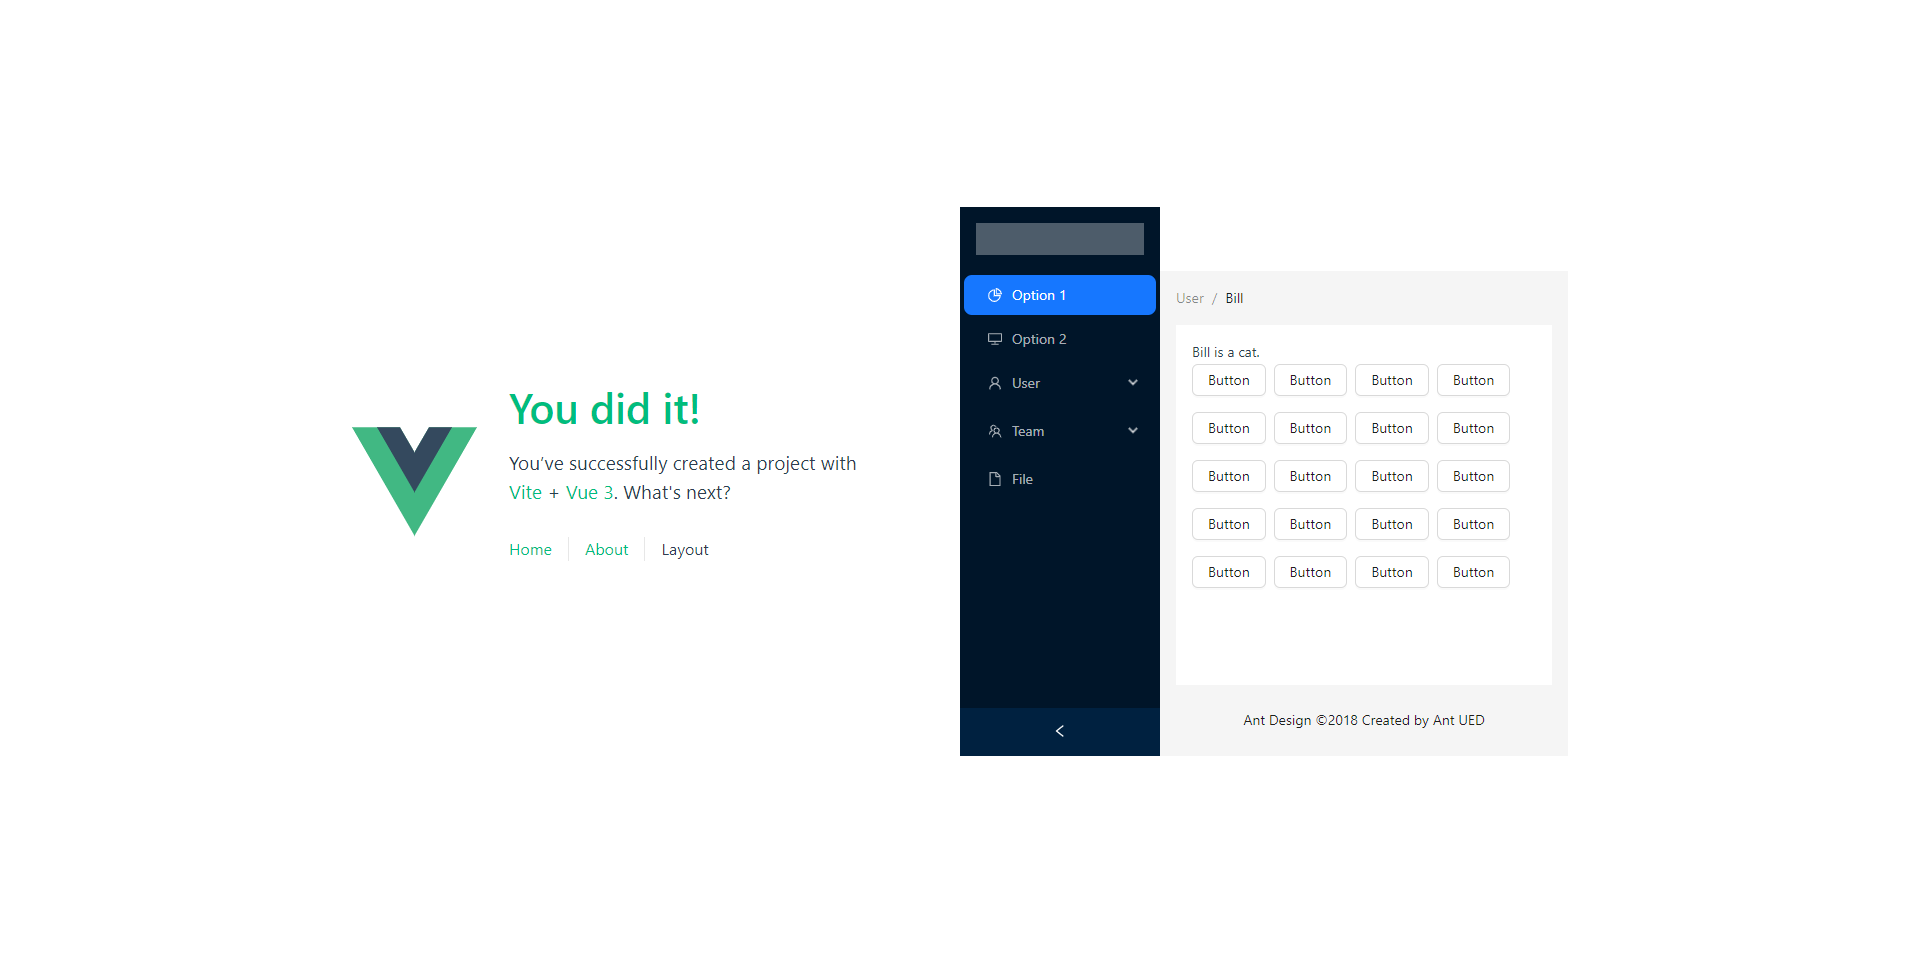 You did it!
You’ve successfully created a project with
Vite + Vue 3. What's next?
Home About Layout
Option 1
Option 2
User
Team
File
User / Bill
Bill is a cat.
Button Button Button Button
Button Button Button Button
Button Button Button Button
Button Button Button Button
Button Button Button Button
Ant Design ©2018 Created by Ant UED